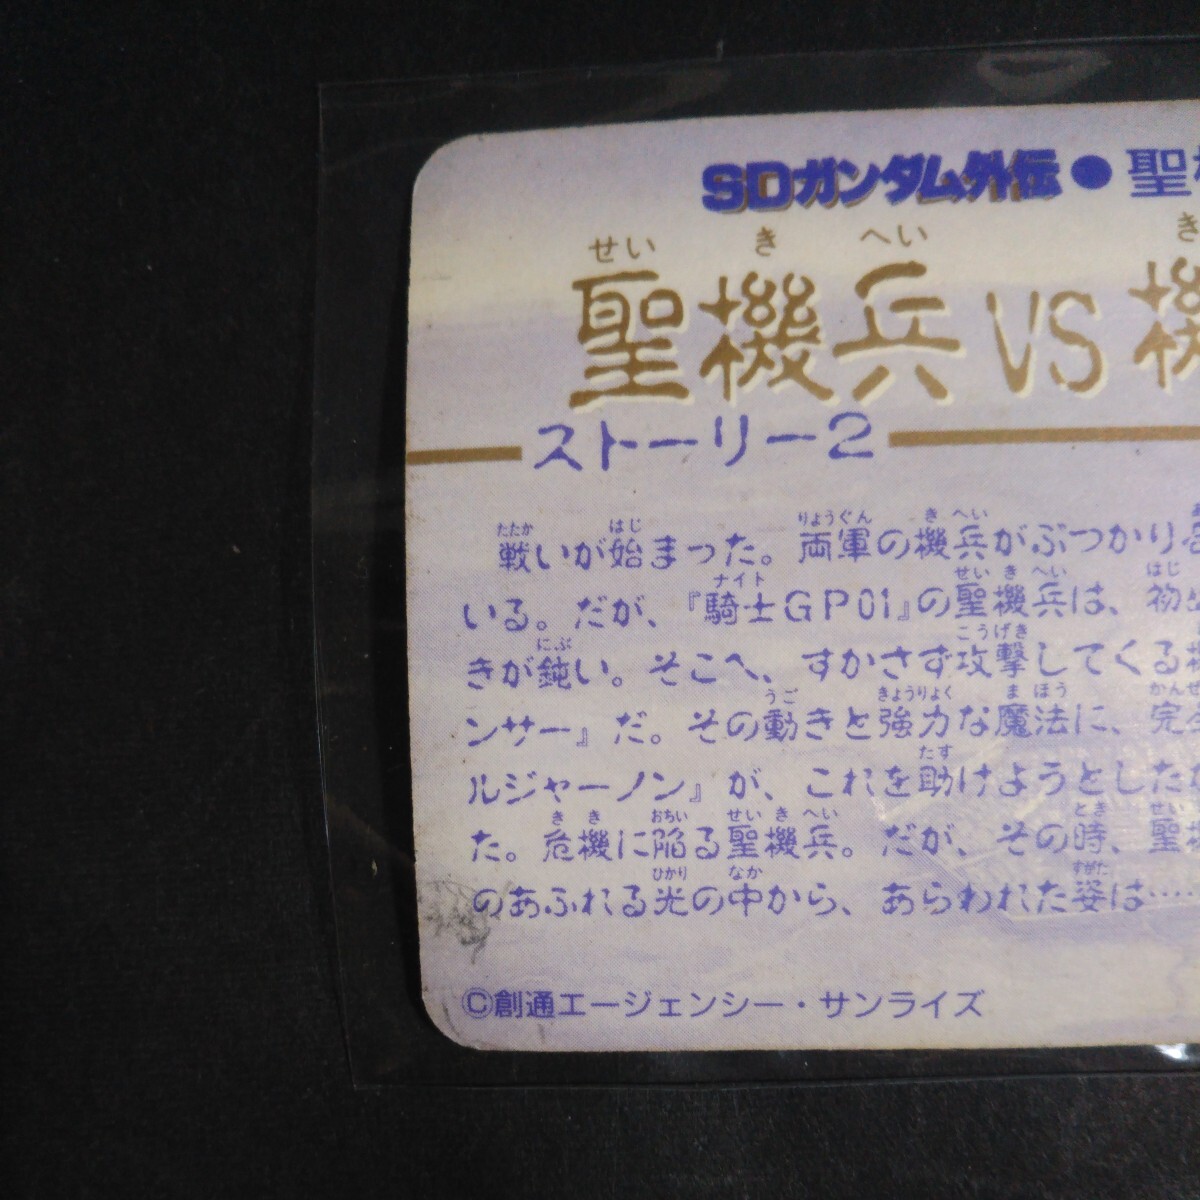 SDガンダム外伝●聖
せい き へい き
聖機兵VS機
ストーリー2
たたか はじ りょうぐん き へい
戦いが始まった。両軍の機兵がぶつかり
ナイト せい き へい はじ
いる。だが、『騎士GP01』の聖機兵は、初
にぶ こうげき
きが鈍い。そこへ、すかさず攻撃してくる
うご きょうりょく ま ほう かんぜ
ンサー』だ。その動きと強力な魔法に、完
たす
ルジャーノン』が、これを助けようとした
き き おちい せい き へい とき せい
た。危機に陥る聖機兵。だが、その時、聖
ひかり なか すがた
のあふれる光の中から、あらわれた姿は……
©創通エージェンシー・サンライズ